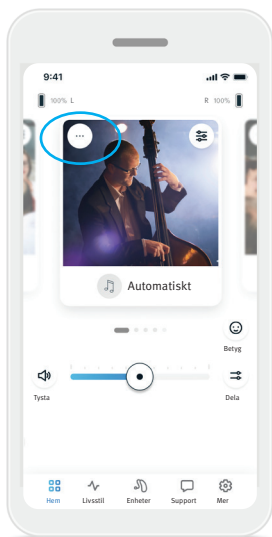 9:41
100% L R 100%
Automatiskt
Betyg
Tysta Dela
Hem Livsstil Enheter Support Mer